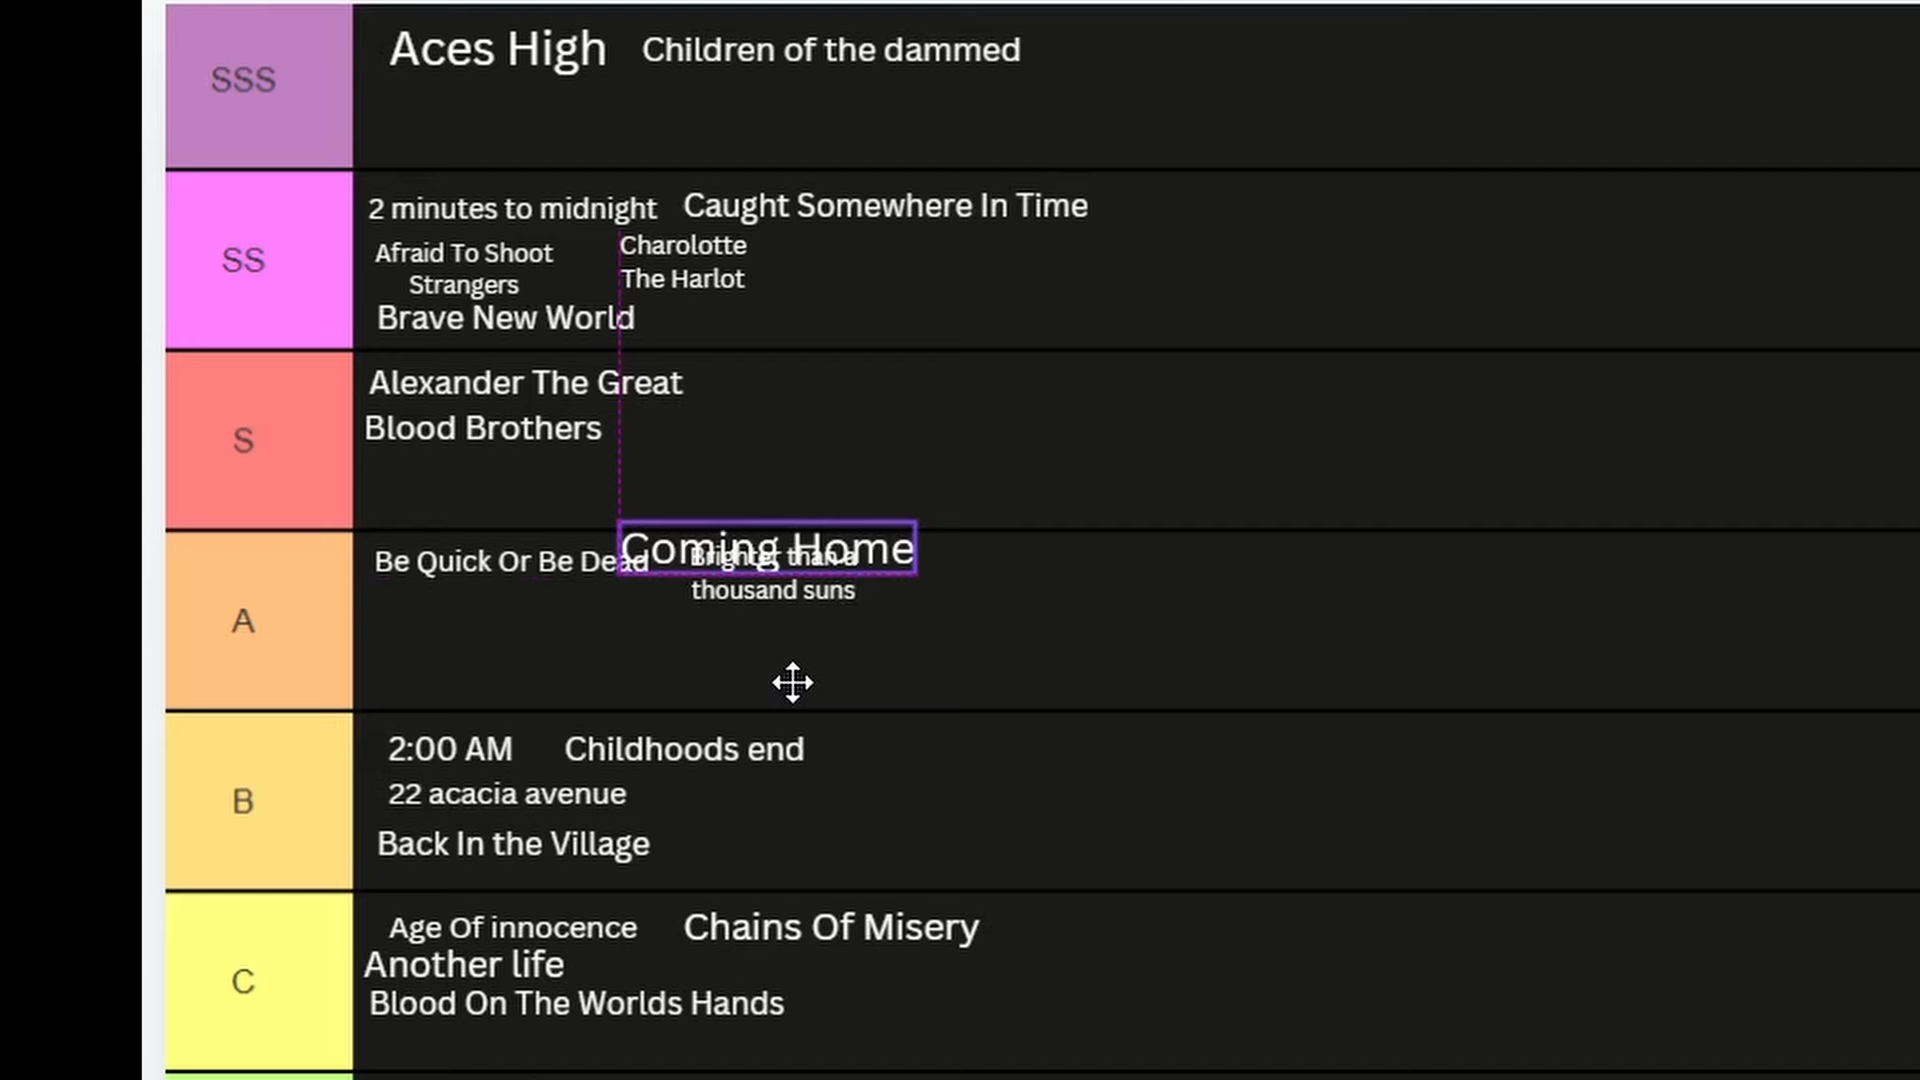 SSS
Aces High
Children of the dammed
SS
2 minutes to midnight
Caught Somewhere In Time
Afraid To Shoot
Strangers
Charolotte
The Harlot
Brave New World
S
Alexander The Great
Blood Brothers
A
Be Quick Or Be Dead
Coming Home
Brighter than a
thousand suns
B
2:00 AM
Childhoods end
22 acacia avenue
Back In the Village
C
Age Of innocence
Chains Of Misery
Another life
Blood On The Worlds Hands